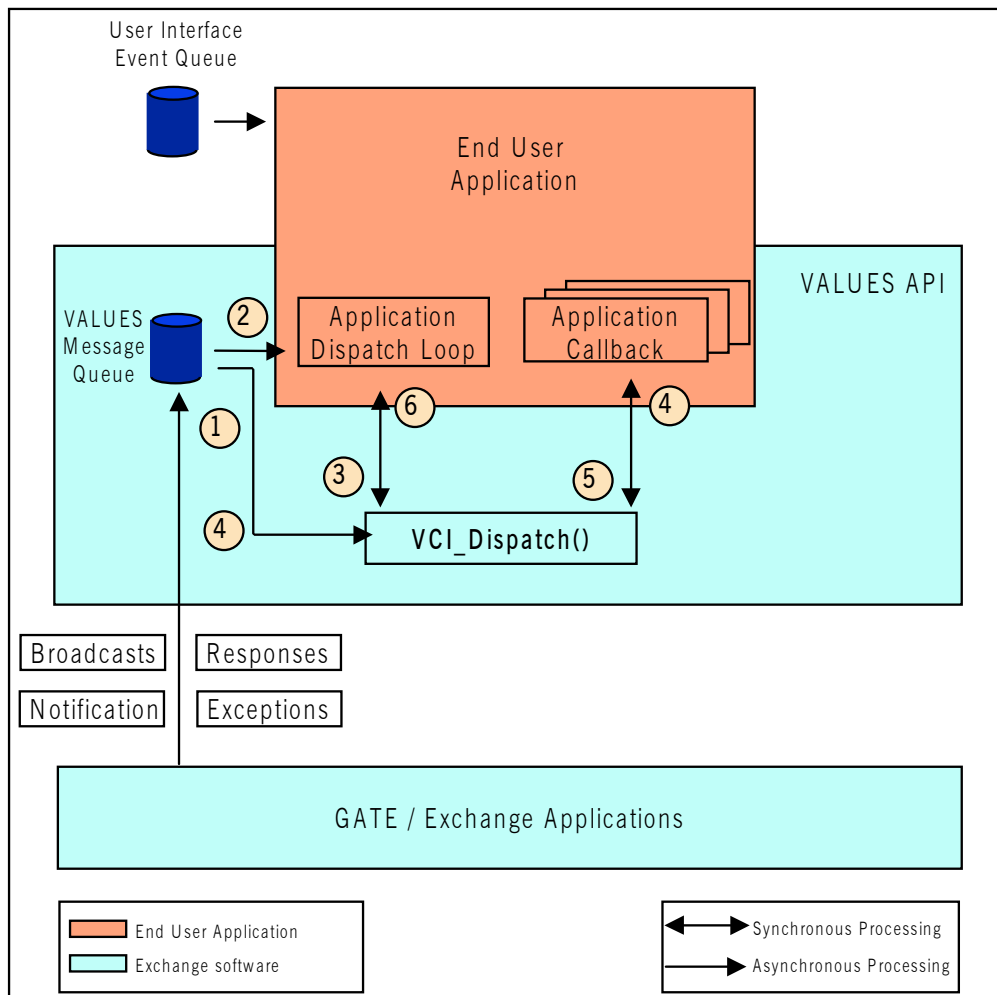 User Interface
Event Queue
End User
Application
VALUES API
VALUES
Message
Queue
2
Application
Dispatch Loop
Application
Callback
1
6
4
3
5
4
VCI_Dispatch()
Broadcasts
Responses
Notification
Exceptions
GATE / Exchange Applications
End User Application
Exchange software
Synchronous Processing
Asynchronous Processing